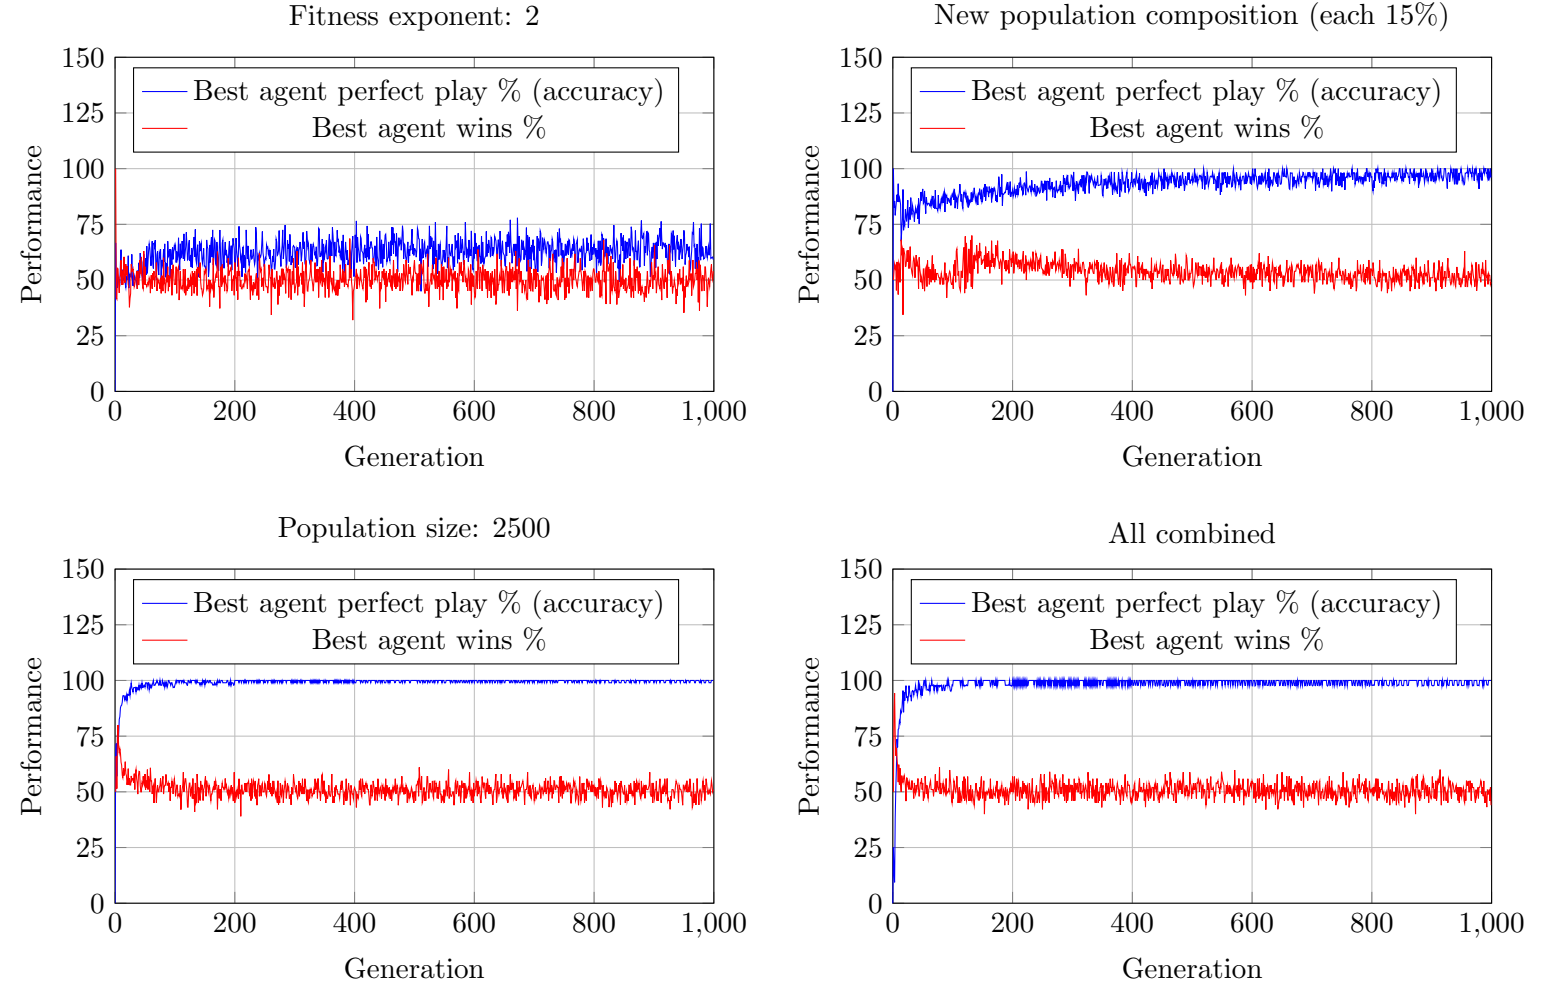 Fitness exponent: 2
150
125
100
75
50
25
0
Performance
Best agent perfect play % (accuracy)
Best agent wins %
0 200 400 600 800 1,000
Generation
New population composition (each 15%)
150
125
100
75
50
25
0
Performance
Best agent perfect play % (accuracy)
Best agent wins %
0 200 400 600 800 1,000
Generation
Population size: 2500
150
125
100
75
50
25
0
Performance
Best agent perfect play % (accuracy)
Best agent wins %
0 200 400 600 800 1,000
Generation
All combined
150
125
100
75
50
25
0
Performance
Best agent perfect play % (accuracy)
Best agent wins %
0 200 400 600 800 1,000
Generation